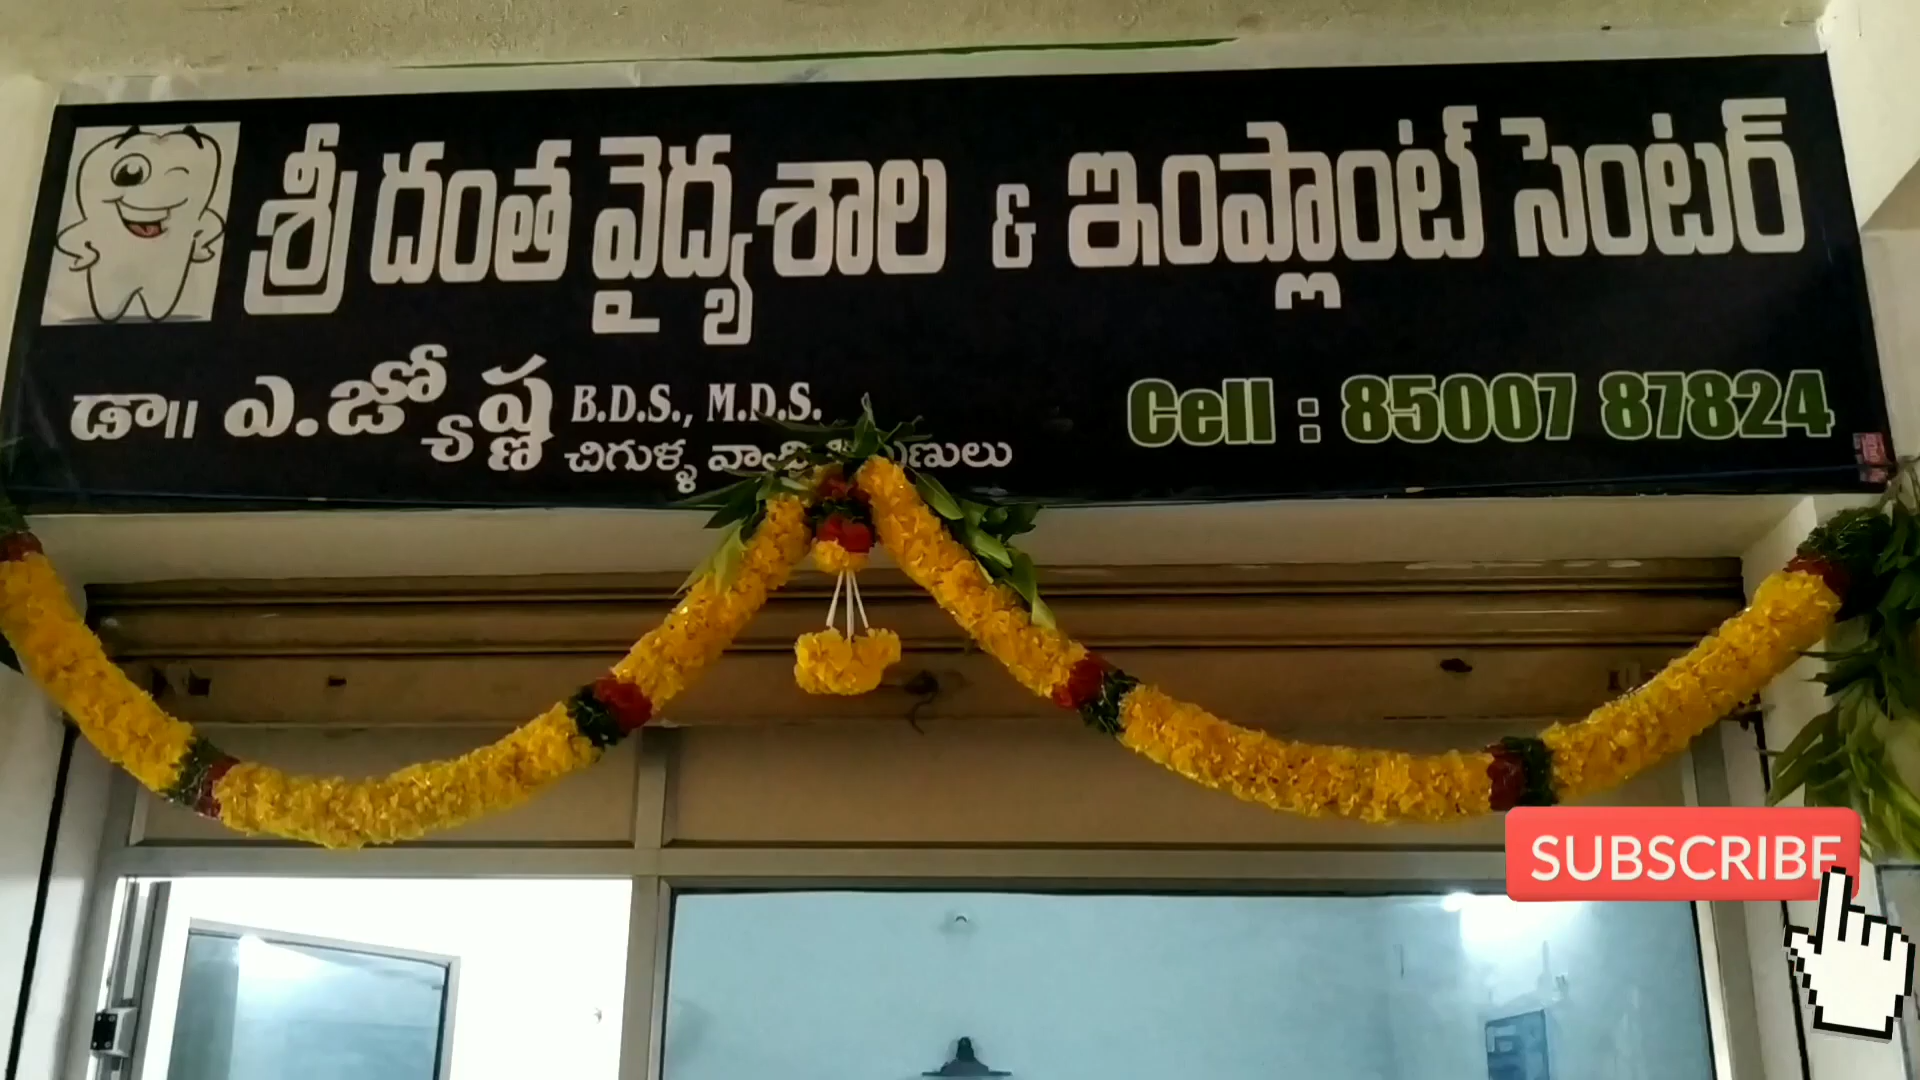 శ్రీ దంత వైద్యశాల & ఇంప్లాంట్ సెంటర్
డా॥ ఎ.జ్యోష్ణ B.D.S., M.D.S.
చిగుళ్ళ
Cell : 85007 87824
SUBSCRIBE